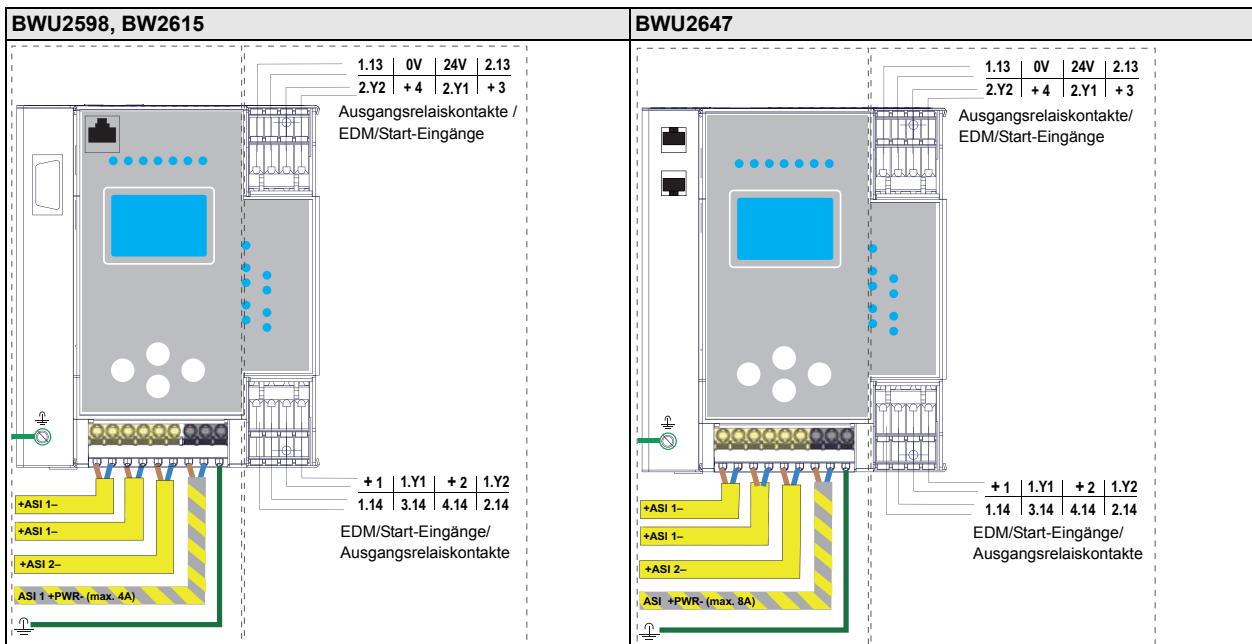 BWU2598, BW2615
1.13 | 0V | 24V | 2.13
2.Y2 | + 4 | 2.Y1 | + 3
Ausgangsrelaiskontakte /
EDM/Start-Eingänge
+ 1 | 1.Y1 | + 2 | 1.Y2
1.14 | 3.14 | 4.14 | 2.14
EDM/Start-Eingänge/
Ausgangsrelaiskontakte
+ASI 1–
+ASI 1–
+ASI 2–
ASI 1 +PWR- (max. 4A)
BWU2647
1.13 | 0V | 24V | 2.13
2.Y2 | + 4 | 2.Y1 | + 3
Ausgangsrelaiskontakte/
EDM/Start-Eingänge
+ 1 | 1.Y1 | + 2 | 1.Y2
1.14 | 3.14 | 4.14 | 2.14
EDM/Start-Eingänge/
Ausgangsrelaiskontakte
+ASI 1–
+ASI 1–
+ASI 2–
ASI +PWR- (max. 8A)